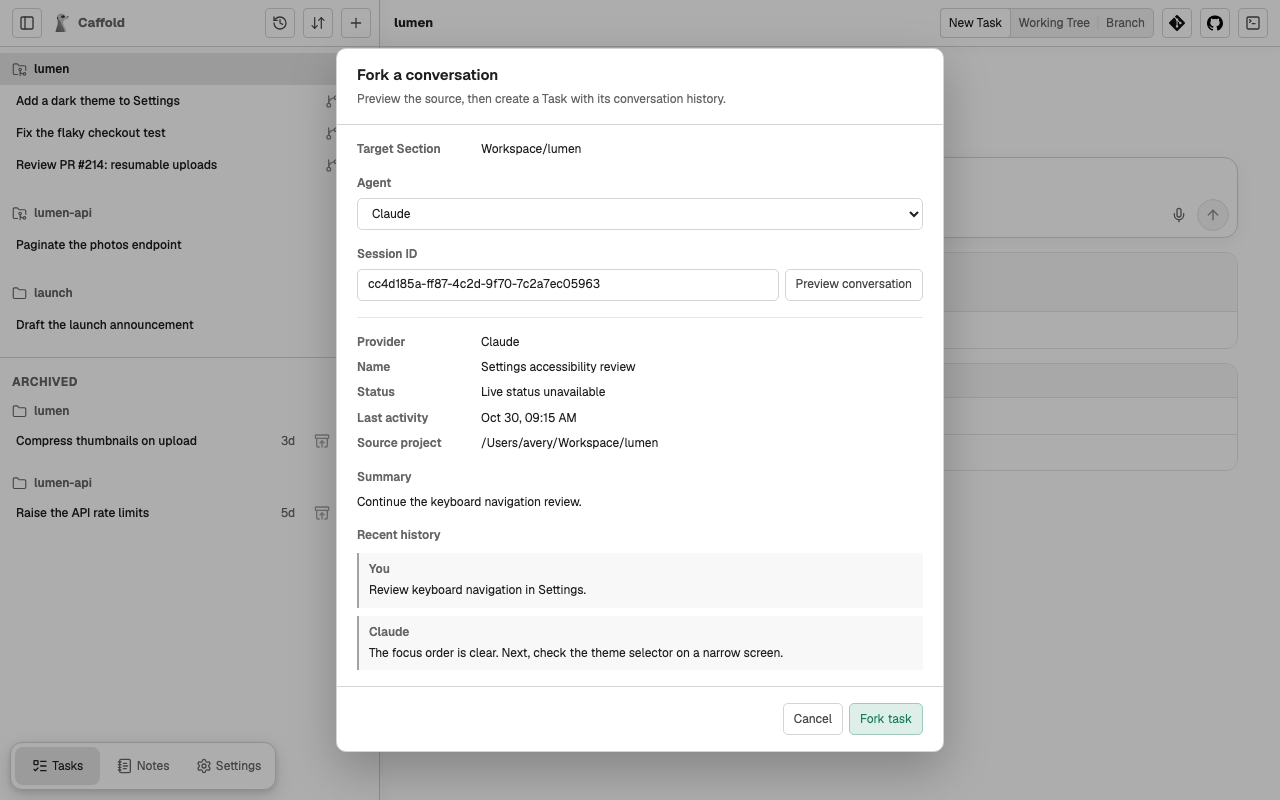 Caffold
lumen
New Task
Working Tree
Branch
lumen
Add a dark theme to Settings
Fix the flaky checkout test
Review PR #214: resumable uploads
lumen-api
Paginate the photos endpoint
launch
Draft the launch announcement
ARCHIVED
lumen
Compress thumbnails on upload 3d
lumen-api
Raise the API rate limits 5d
Tasks
Notes
Settings
Fork a conversation
Preview the source, then create a Task with its conversation history.
Target Section Workspace/lumen
Agent
Claude
Session ID
cc4d185a-ff87-4c2d-9f70-7c2a7ec05963
Preview conversation
Provider Claude
Name Settings accessibility review
Status Live status unavailable
Last activity Oct 30, 09:15 AM
Source project /Users/avery/Workspace/lumen
Summary
Continue the keyboard navigation review.
Recent history
You
Review keyboard navigation in Settings.
Claude
The focus order is clear. Next, check the theme selector on a narrow screen.
Cancel
Fork task